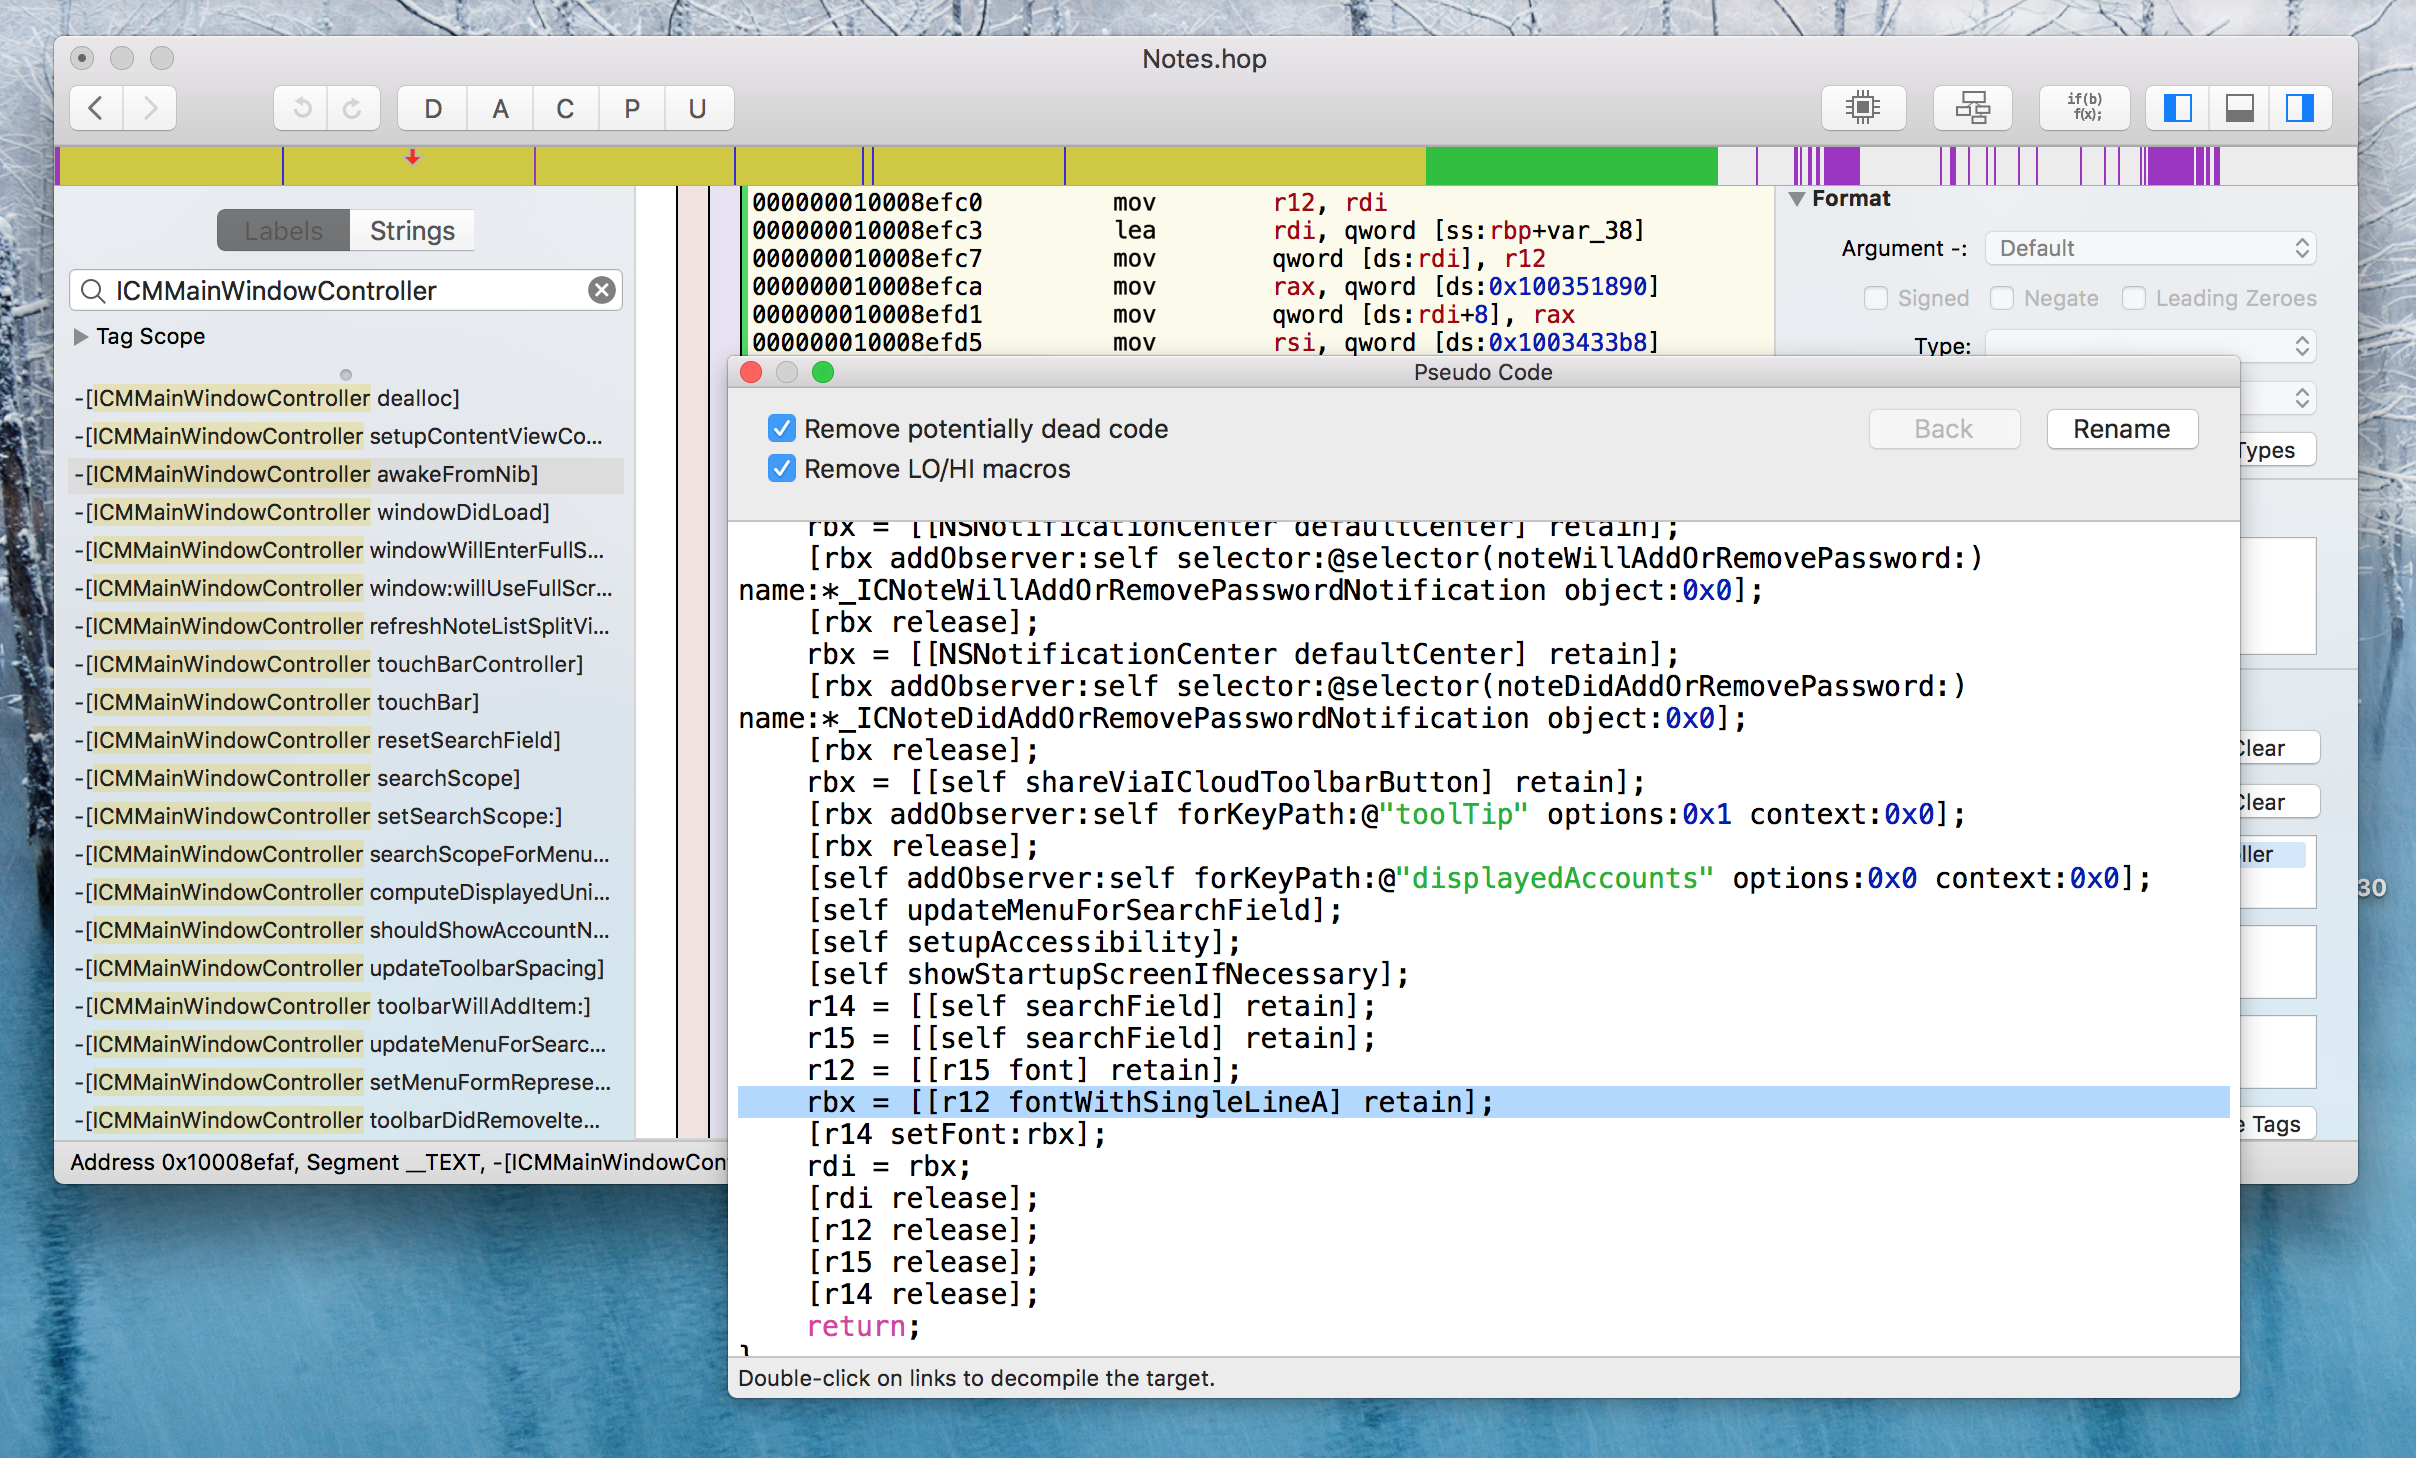 Notes.hop
D A C P U
if(b)
f(x);
Labels Strings
ICMMainWindowController
Tag Scope
-[ICMMainWindowController dealloc]
-[ICMMainWindowController setupContentViewCo...
-[ICMMainWindowController awakeFromNib]
-[ICMMainWindowController windowDidLoad]
-[ICMMainWindowController windowWillEnterFullS...
-[ICMMainWindowController window:willUseFullScr...
-[ICMMainWindowController refreshNoteListSplitVi...
-[ICMMainWindowController touchBarController]
-[ICMMainWindowController touchBar]
-[ICMMainWindowController resetSearchField]
-[ICMMainWindowController searchScope]
-[ICMMainWindowController setSearchScope:]
-[ICMMainWindowController searchScopeForMenu...
-[ICMMainWindowController computeDisplayedUni...
-[ICMMainWindowController shouldShowAccountN...
-[ICMMainWindowController updateToolbarSpacing]
-[ICMMainWindowController toolbarWillAddItem:]
-[ICMMainWindowController updateMenuForSearc...
-[ICMMainWindowController setMenuFormReprese...
-[ICMMainWindowController toolbarDidRemoveIte...
Address 0x10008efaf, Segment __TEXT, -[ICMMainWindowCon
000000010008efc0 mov r12, rdi
000000010008efc3 lea rdi, qword [ss:rbp+var_38]
000000010008efc7 mov qword [ds:rdi], r12
000000010008efca mov rax, qword [ds:0x100351890]
000000010008efd1 mov qword [ds:rdi+8], rax
000000010008efd5 mov rsi, qword [ds:0x1003433b8]
Format
Argument -: Default
Signed Negate Leading Zeroes
Type:
Types
Clear
Clear
ller
30
e Tags
Pseudo Code
Remove potentially dead code
Remove LO/HI macros
Back Rename
rbx = [[NSNotificationCenter defaultCenter] retain];
[rbx addObserver:self selector:@selector(noteWillAddOrRemovePassword:)
name:*_ICNoteWillAddOrRemovePasswordNotification object:0x0];
[rbx release];
rbx = [[NSNotificationCenter defaultCenter] retain];
[rbx addObserver:self selector:@selector(noteDidAddOrRemovePassword:)
name:*_ICNoteDidAddOrRemovePasswordNotification object:0x0];
[rbx release];
rbx = [[self shareViaICloudToolbarButton] retain];
[rbx addObserver:self forKeyPath:@"toolTip" options:0x1 context:0x0];
[rbx release];
[self addObserver:self forKeyPath:@"displayedAccounts" options:0x0 context:0x0];
[self updateMenuForSearchField];
[self setupAccessibility];
[self showStartupScreenIfNecessary];
r14 = [[self searchField] retain];
r15 = [[self searchField] retain];
r12 = [[r15 font] retain];
rbx = [[r12 fontWithSingleLineA] retain];
[r14 setFont:rbx];
rdi = rbx;
[rdi release];
[r12 release];
[r15 release];
[r14 release];
return;
}
Double-click on links to decompile the target.